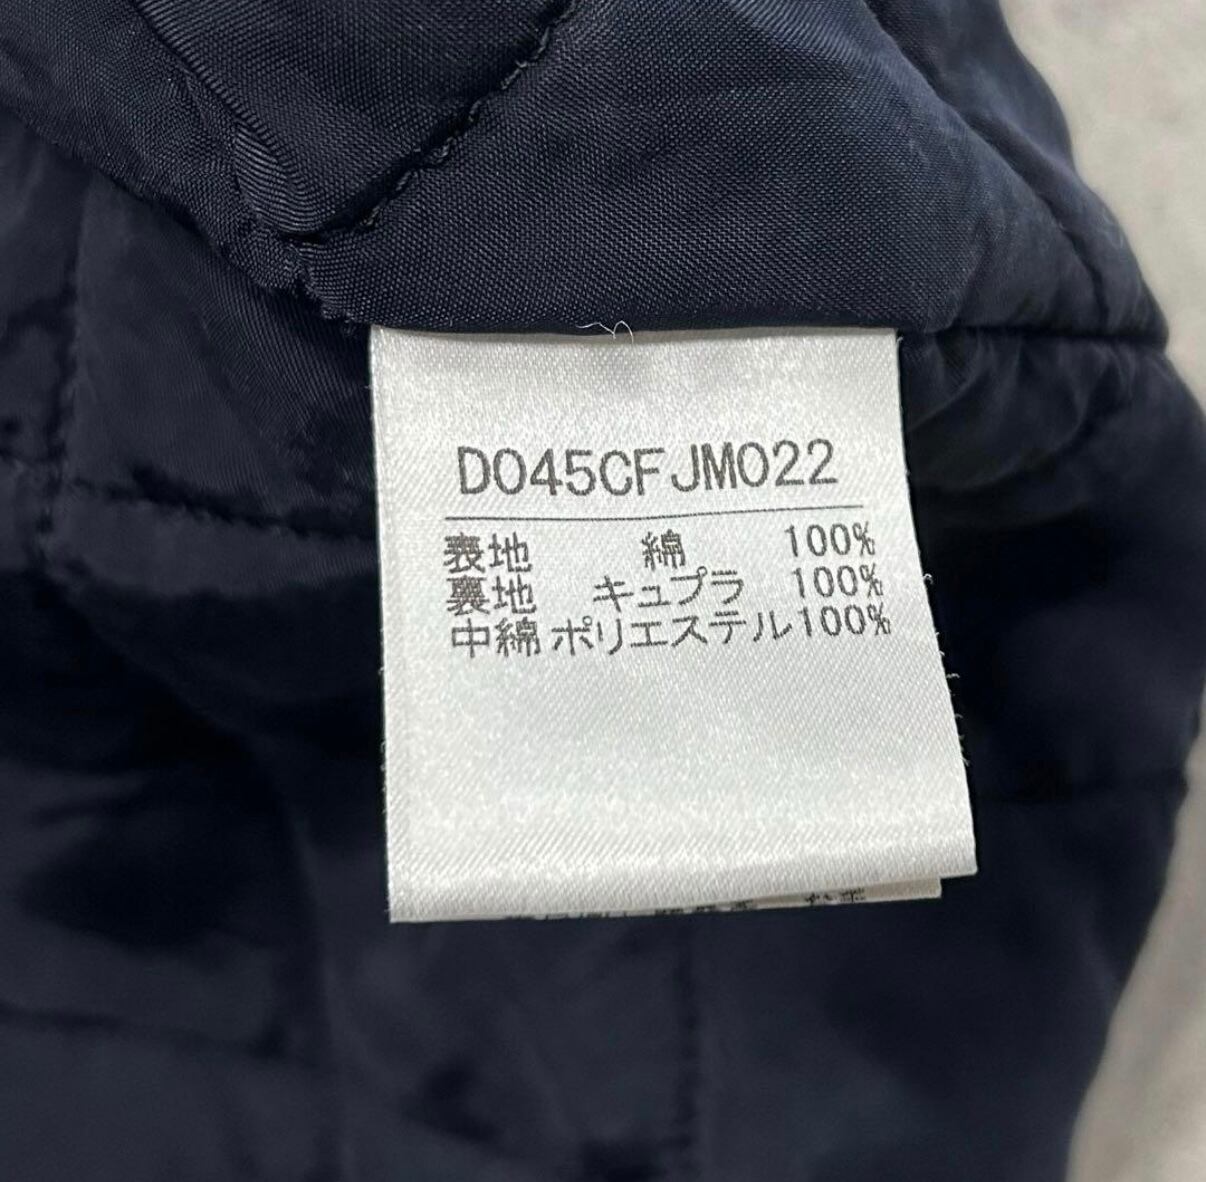 D045CFJM022
表地 綿 100%
裏地 キュプラ 100%
中綿 ポリエステル100%